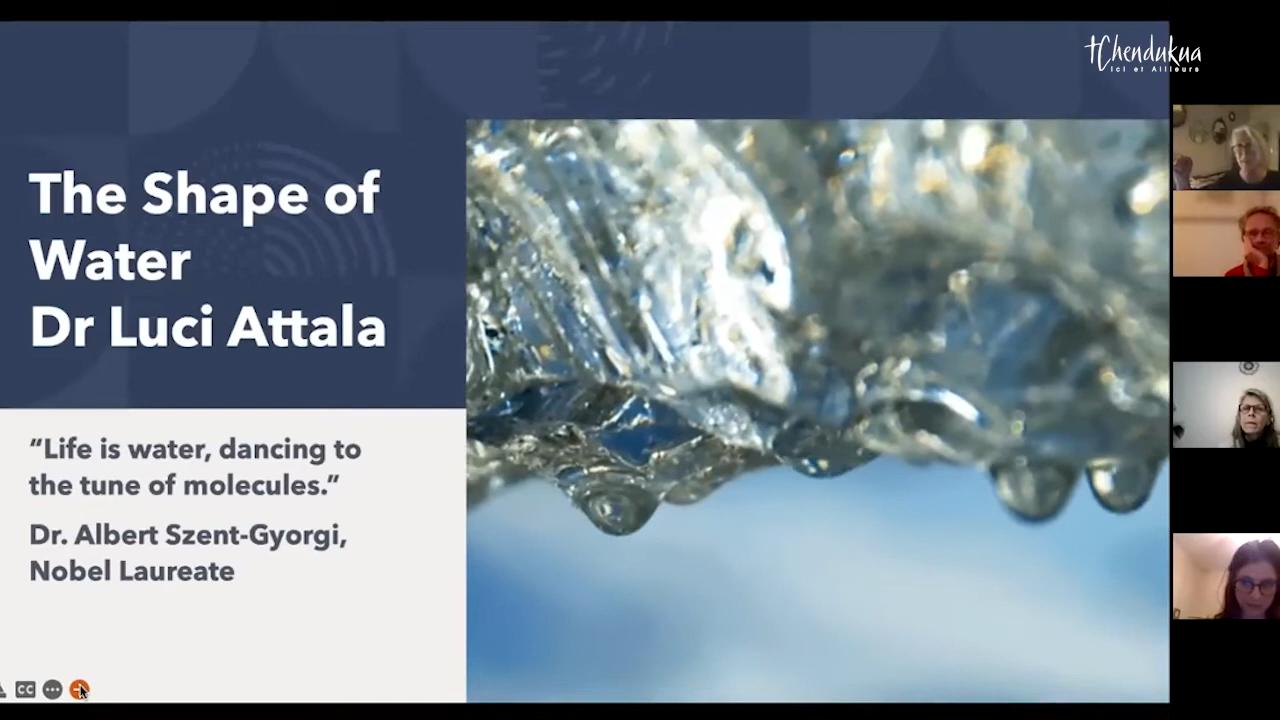 tChendukua
Ici et Ailleurs
The Shape of
Water
Dr Luci Attala
“Life is water, dancing to
the tune of molecules.”
Dr. Albert Szent-Gyorgi,
Nobel Laureate
CC